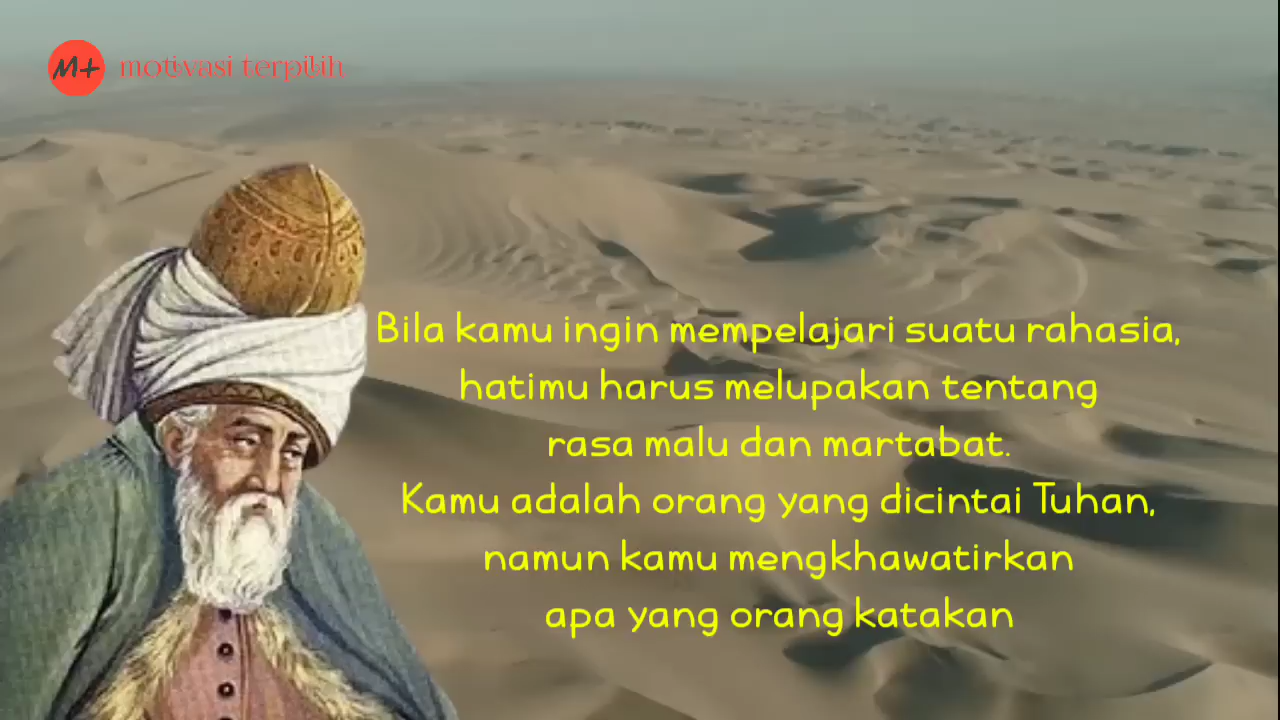 M+ motivasi terpilih
Bila kamu ingin mempelajari suatu rahasia,
hatimu harus melupakan tentang
rasa malu dan martabat.
Kamu adalah orang yang dicintai Tuhan,
namun kamu mengkhawatirkan
apa yang orang katakan